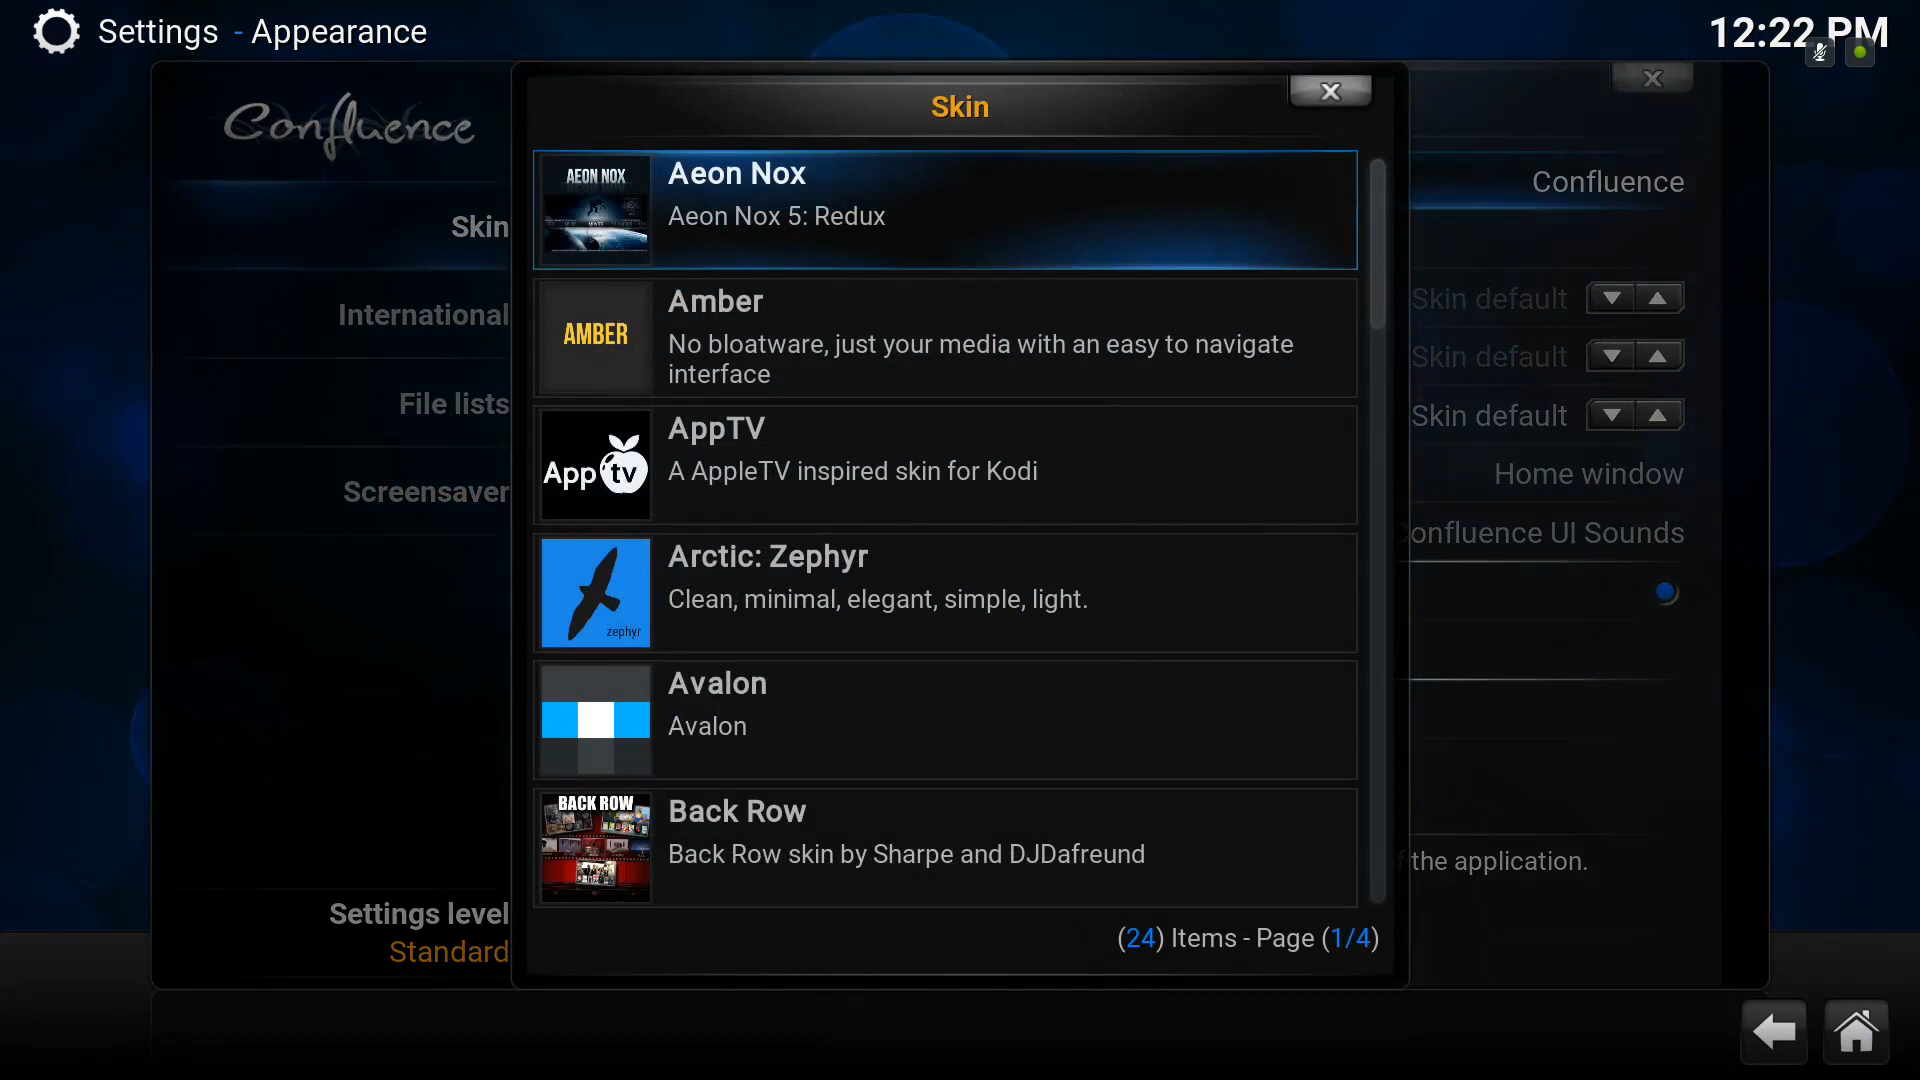 Settings - Appearance
12:22 PM
Confluence
Skin
International
File lists
Screensaver
Settings level
Standard
Skin
x
AEON NOX
Aeon Nox
Aeon Nox 5: Redux
AMBER
Amber
No bloatware, just your media with an easy to navigate
interface
App tv
AppTV
A AppleTV inspired skin for Kodi
zephyr
Arctic: Zephyr
Clean, minimal, elegant, simple, light.
Avalon
Avalon
BACK ROW
Back Row
Back Row skin by Sharpe and DJDafreund
(24) Items - Page (1/4)
x
Confluence
Skin default
Skin default
Skin default
Home window
onfluence UI Sounds
the application.